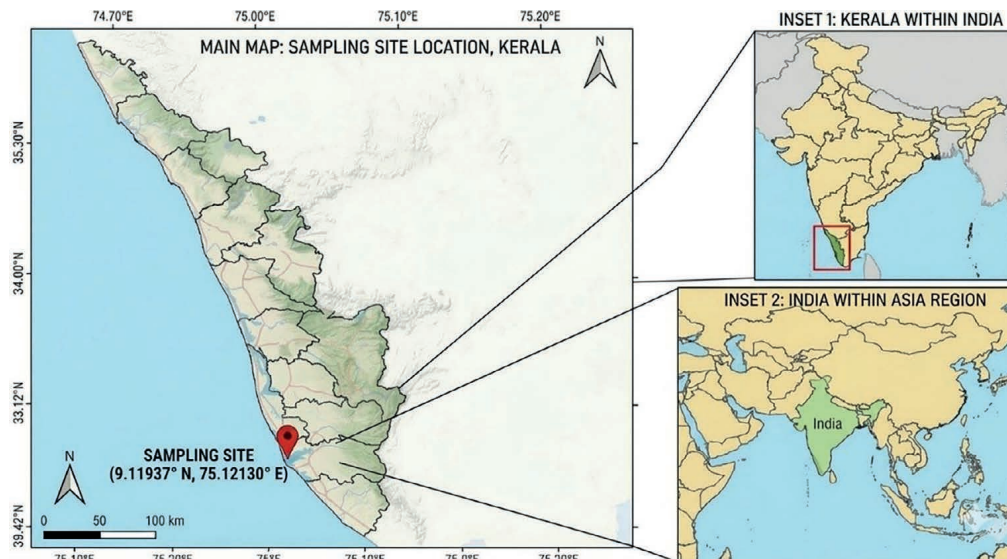 74.70°E
75.00°E
75.10°E
75.20°E
MAIN MAP: SAMPLING SITE LOCATION, KERALA
N
35.30°N
34.00°N
33.12°N
39.42°N
SAMPLING SITE
(9.11937° N, 75.12130° E)
N
0 50 100 km
75.10°E
75.20°E
75.10°E
INSET 1: KERALA WITHIN INDIA
INSET 2: INDIA WITHIN ASIA REGION
India